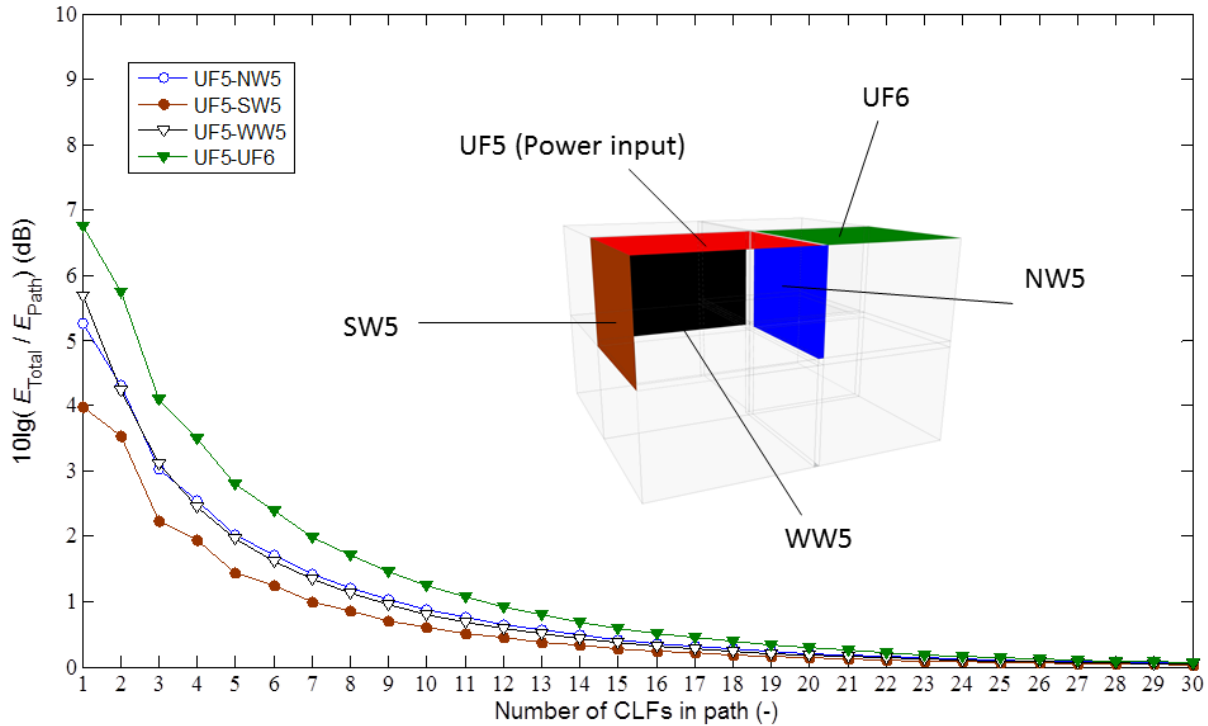 10lg( E_Total / E_Path) (dB)
10
9
8
7
6
5
4
3
2
1
0
UF5-NW5
UF5-SW5
UF5-WW5
UF5-UF6
UF6
UF5 (Power input)
NW5
SW5
WW5
1 2 3 4 5 6 7 8 9 10 11 12 13 14 15 16 17 18 19 20 21 22 23 24 25 26 27 28 29 30
Number of CLFs in path (-)